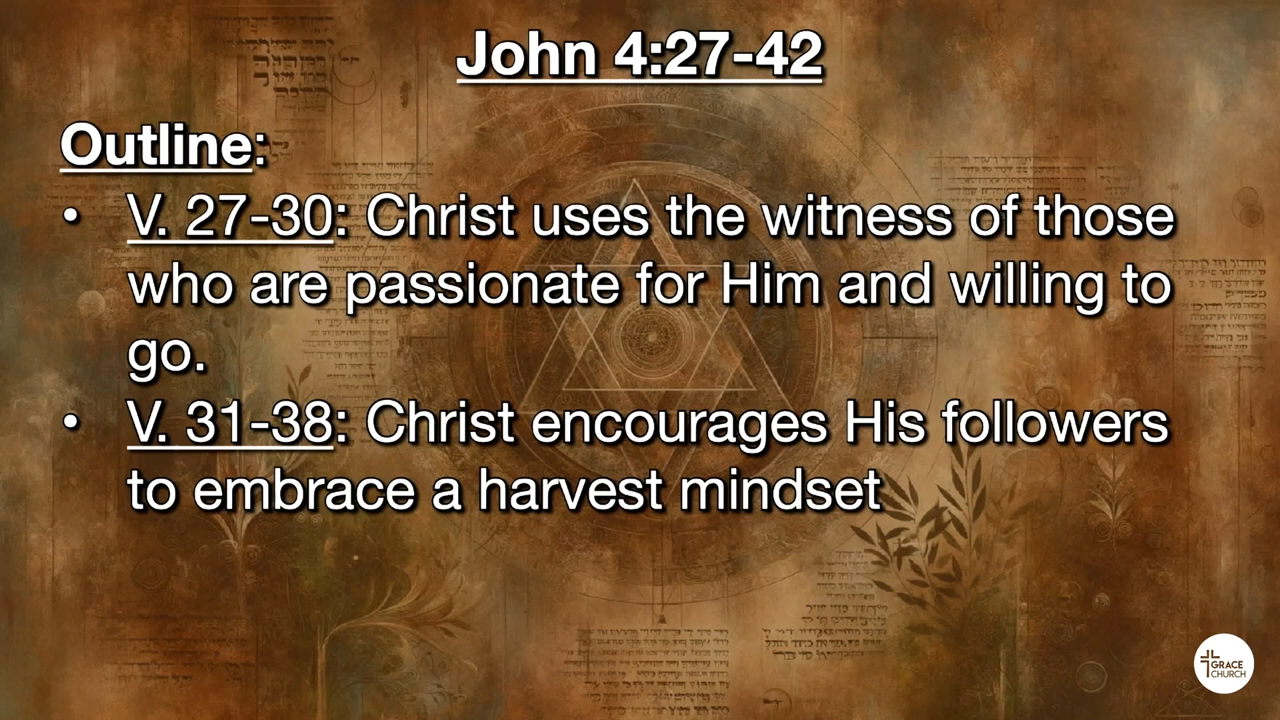 John 4:27-42
Outline:
• V. 27-30: Christ uses the witness of those
who are passionate for Him and willing to
go.
• V. 31-38: Christ encourages His followers
to embrace a harvest mindset
GRACE
CHURCH